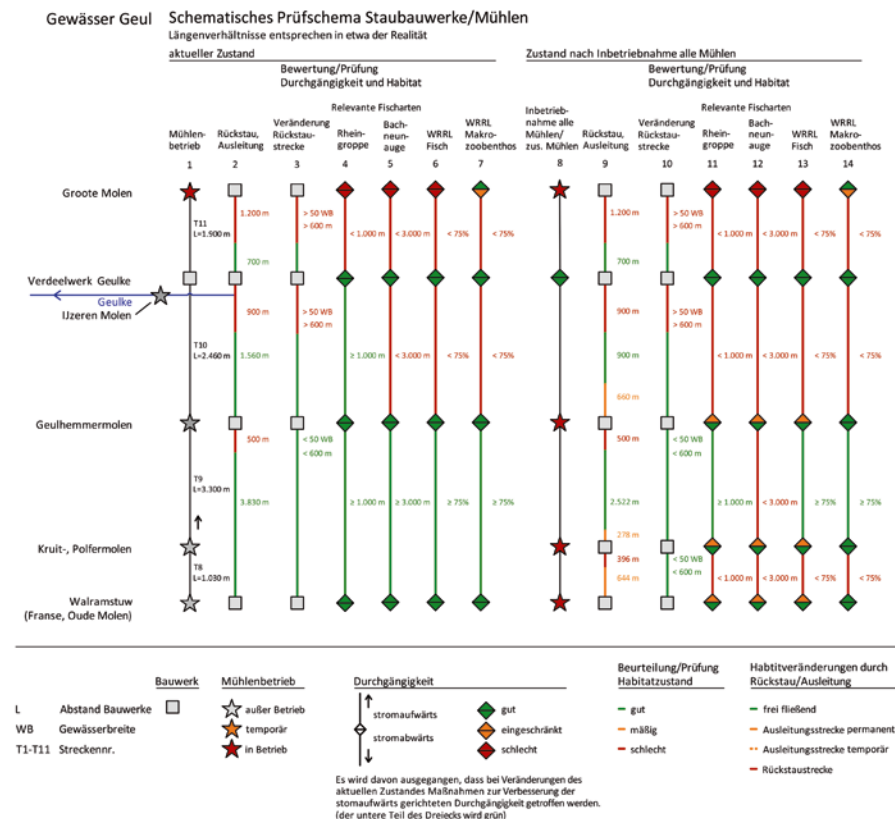 Gewässer Geul
Schematisches Prüfschema Staubauwerke/Mühlen
Längenverhältnisse entsprechen in etwa der Realität
aktueller Zustand
Zustand nach Inbetriebnahme alle Mühlen
Bewertung/Prüfung
Durchgängigkeit und Habitat
Bewertung/Prüfung
Durchgängigkeit und Habitat
Relevante Fischarten
Relevante Fischarten
Mühlen-
betrieb
1
Rückstau,
Ausleitung
2
Veränderung
Rückstau-
strecke
3
Rhein-
gruppe
4
Bach-
neun-
auge
5
WRRL
Fisch
6
WRRL
Makro-
zoobenthos
7
Inbetrieb-
nahme alle
Mühlen/
zus. Mühlen
8
Rückstau,
Ausleitung
9
Veränderung
Rückstau-
strecke
10
Rhein-
gruppe
11
Bach-
neun-
auge
12
WRRL
Fisch
13
WRRL
Makro-
zoobenthos
14
Groote Molen
T11
L=1.900 m
1.200 m
700 m
> 50 WB
> 600 m
< 1.000 m
< 3.000 m
< 75%
< 75%
1.200 m
700 m
> 50 WB
> 600 m
< 1.000 m
< 3.000 m
< 75%
< 75%
Verdeelwerk Geulke
Geulke
IJzeren Molen
T10
L=2.460 m
900 m
1.560 m
> 50 WB
> 600 m
≥ 1.000 m
< 3.000 m
< 75%
< 75%
900 m
900 m
660 m
> 50 WB
> 600 m
< 1.000 m
< 3.000 m
< 75%
< 75%
Geulhemmermolen
T9
L=3.300 m
500 m
3.830 m
< 50 WB
< 600 m
≥ 1.000 m
≥ 3.000 m
≥ 75%
≥ 75%
500 m
2.522 m
278 m
< 50 WB
< 600 m
≥ 1.000 m
< 3.000 m
≥ 75%
≥ 75%
Kruit-, Polfermolen
T8
L=1.030 m
396 m
644 m
< 50 WB
< 600 m
< 1.000 m
< 3.000 m
< 75%
< 75%
Walramstuw
(Franse, Oude Molen)
L Abstand Bauwerke
WB Gewässerbreite
T1-T11 Streckennr.
Bauwerk
Mühlenbetrieb
außer Betrieb
temporär
in Betrieb
Durchgängigkeit
stromaufwärts
stromabwärts
gut
eingeschränkt
schlecht
Es wird davon ausgegangen, dass bei Veränderungen des
aktuellen Zustandes Maßnahmen zur Verbesserung der
stomaufwärts gerichteten Durchgängigkeit getroffen werden.
(der untere Teil des Dreiecks wird grün)
Beurteilung/Prüfung
Habitatzustand
gut
mäßig
schlecht
Habtitveränderungen durch
Rückstau/Ausleitung
frei fließend
Ausleitungsstrecke permanent
Ausleitungsstrecke temporär
Rückstaustrecke